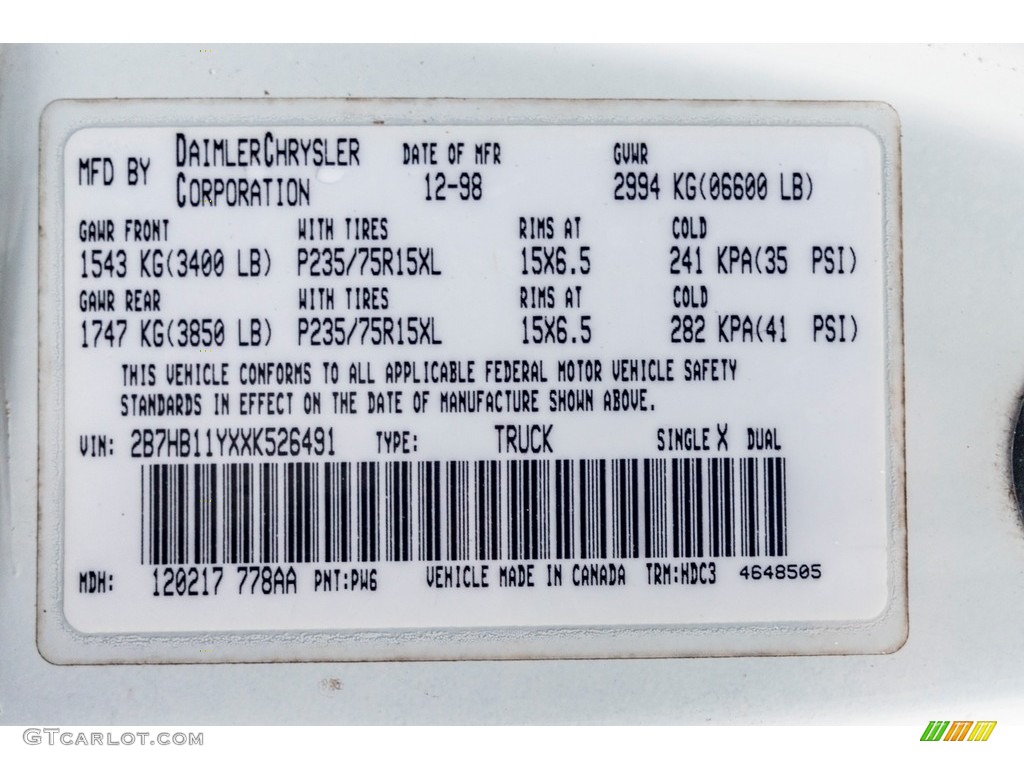 MFD BY DAIMLERCHRYSLER CORPORATION DATE OF MFR 12-98 GVWR 2994 KG(06600 LB)
GAWR FRONT WITH TIRES RIMS AT COLD
1543 KG(3400 LB) P235/75R15XL 15X6.5 241 KPA(35 PSI)
GAWR REAR WITH TIRES RIMS AT COLD
1747 KG(3850 LB) P235/75R15XL 15X6.5 282 KPA(41 PSI)
THIS VEHICLE CONFORMS TO ALL APPLICABLE FEDERAL MOTOR VEHICLE SAFETY
STANDARDS IN EFFECT ON THE DATE OF MANUFACTURE SHOWN ABOVE.
VIN: 2B7HB11YXXK526491 TYPE: TRUCK SINGLE X DUAL
MDH: 120217 778AA PNT:PW6 VEHICLE MADE IN CANADA TRM:HDC3 4648505
GTCARLOT.COM